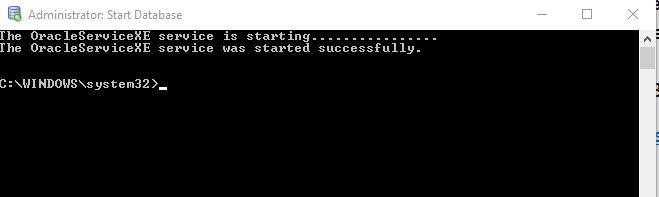 Administrator: Start Database
The OracleServiceXE service is starting................
The OracleServiceXE service was started successfully.
C:\WINDOWS\system32>